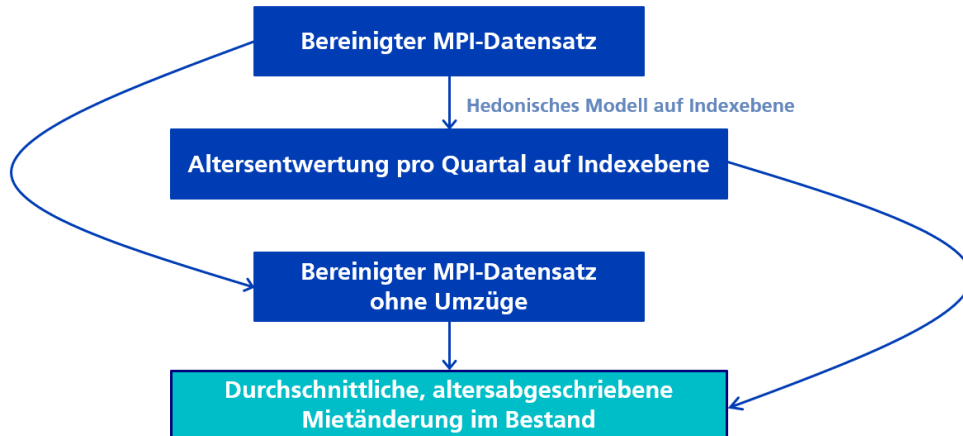 Bereinigter MPI-Datensatz
Hedonisches Modell auf Indexebene
Altersentwertung pro Quartal auf Indexebene
Bereinigter MPI-Datensatz
ohne Umzüge
Durchschnittliche, altersabgeschriebene
Mietänderung im Bestand